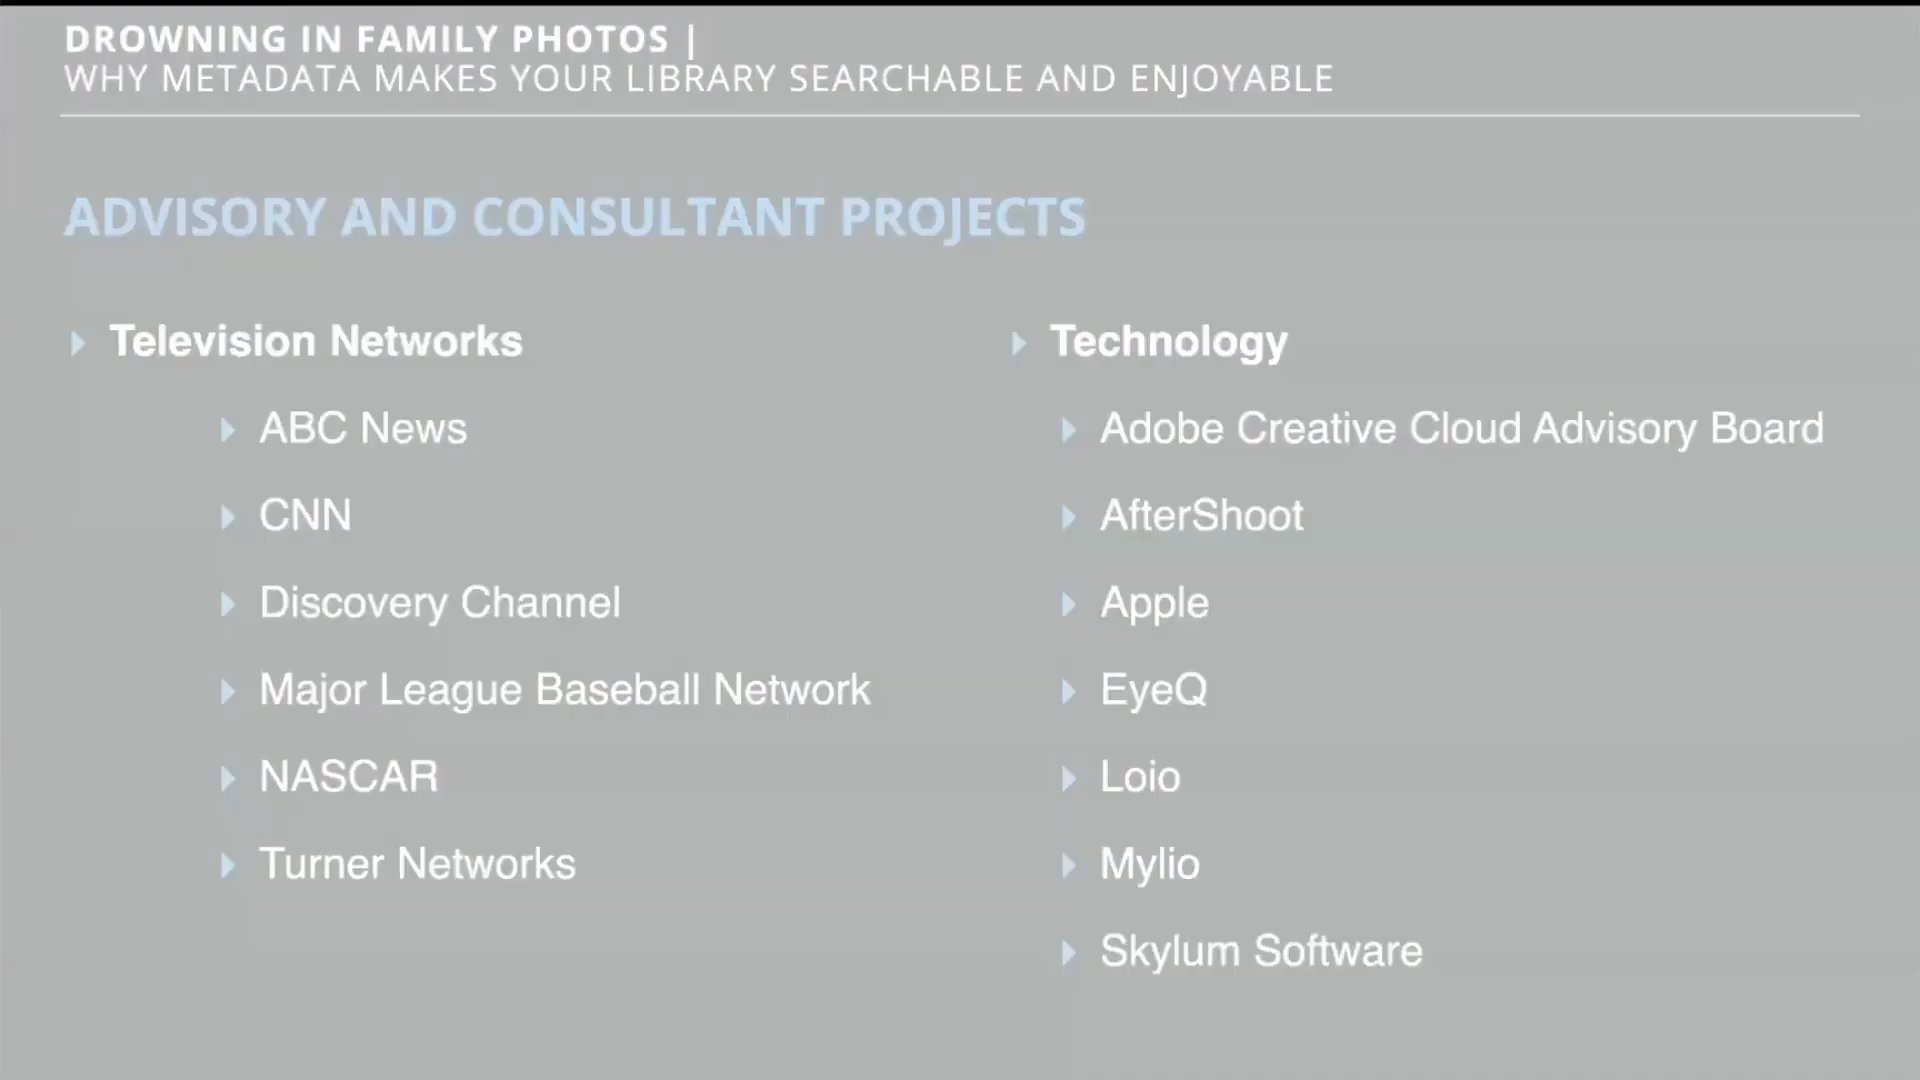 DROWNING IN FAMILY PHOTOS |
WHY METADATA MAKES YOUR LIBRARY SEARCHABLE AND ENJOYABLE
ADVISORY AND CONSULTANT PROJECTS
Television Networks
ABC News
CNN
Discovery Channel
Major League Baseball Network
NASCAR
Turner Networks
Technology
Adobe Creative Cloud Advisory Board
AfterShoot
Apple
EyeQ
Loio
Mylio
Skylum Software